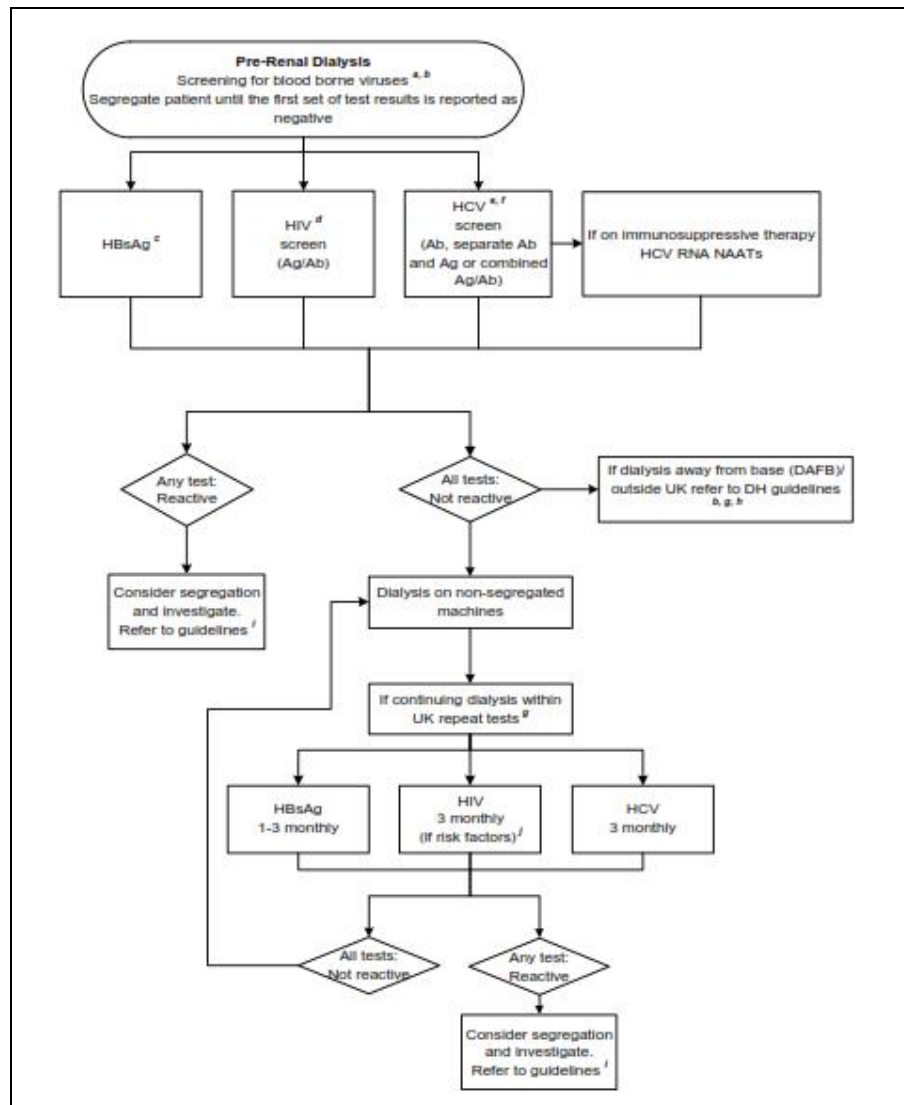 Pre-Renal Dialysis
Screening for blood borne viruses a, b
Segregate patient until the first set of test results is reported as
negative
HBsAg c
HIV d
screen
(Ag/Ab)
HCV e, f
screen
(Ab, separate Ab
and Ag or combined
Ag/Ab)
If on immunosuppressive therapy
HCV RNA NAATs
Any test:
Reactive
All tests:
Not reactive
If dialysis away from base (DAFB)/
outside UK refer to DH guidelines
b, g, h
Consider segregation
and investigate.
Refer to guidelines i
Dialysis on non-segregated
machines
If continuing dialysis within
UK repeat tests g
HBsAg
1-3 monthly
HIV
3 monthly
(if risk factors) j
HCV
3 monthly
All tests:
Not reactive
Any test:
Reactive
Consider segregation
and investigate.
Refer to guidelines i